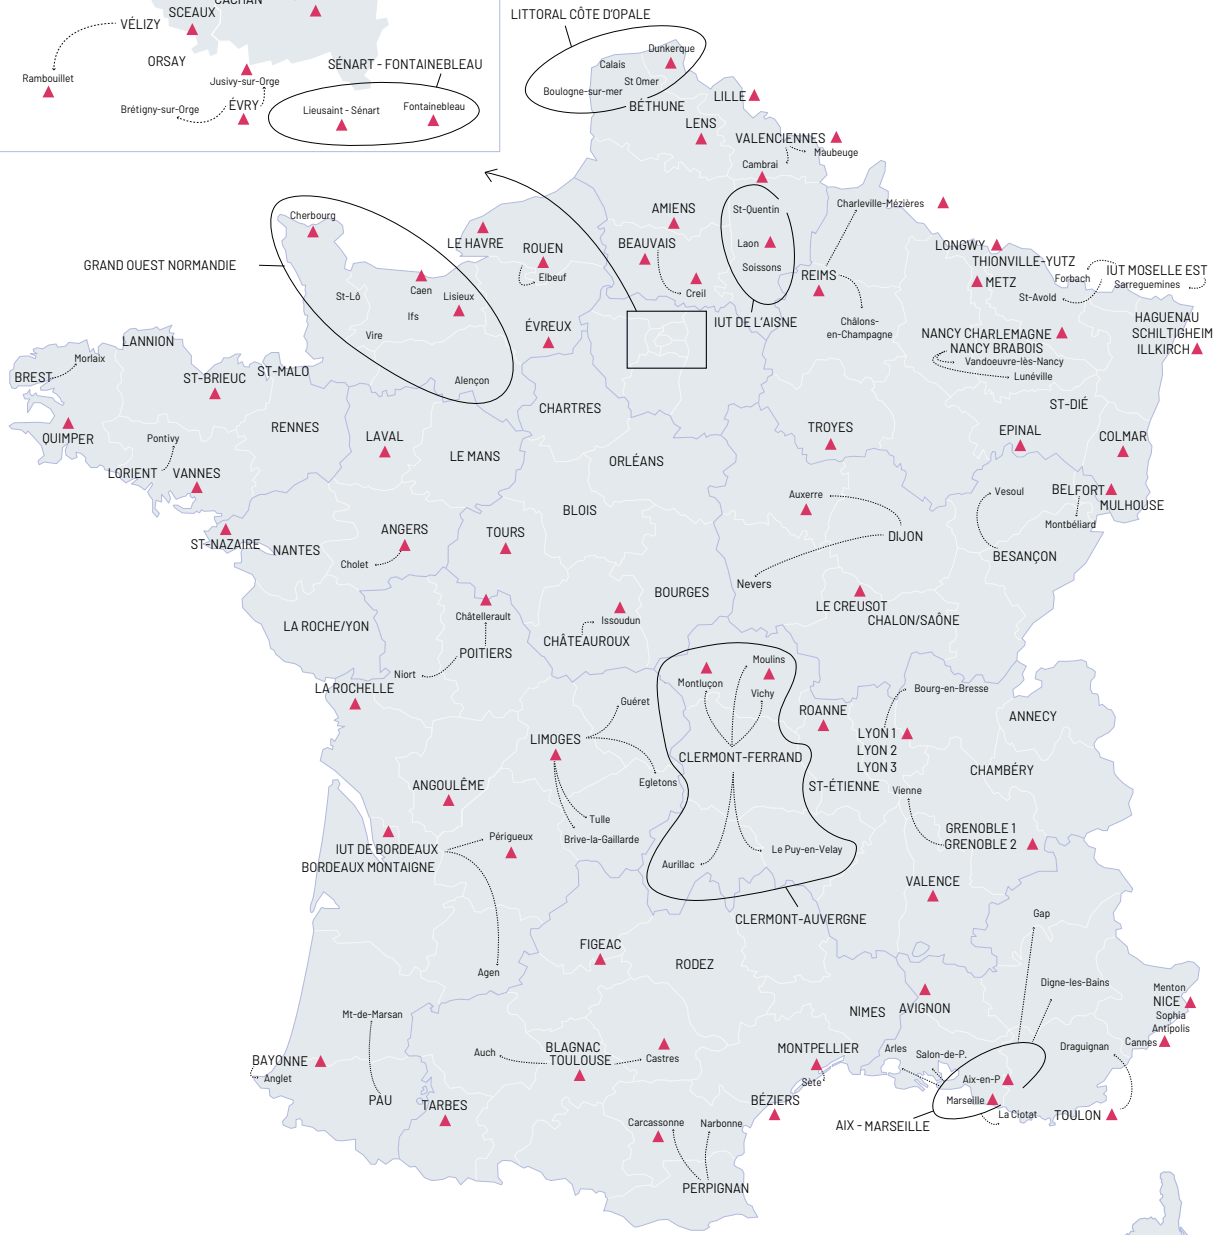 CACHAN
SCEAUX
VÉLIZY
ORSAY
Rambouillet
Jusivy-sur-Orge
SÉNART - FONTAINEBLEAU
Brétigny-sur-Orge
ÉVRY
Lieusaint - Sénart
Fontainebleau
LITTORAL CÔTE D'OPALE
Dunkerque
Calais
St Omer
Boulogne-sur-mer
BÉTHUNE
LILLE
LENS
VALENCIENNES
Maubeuge
Cambrai
Cherbourg
GRAND OUEST NORMANDIE
St-Lô
Caen
Ifs
Lisieux
Vire
Alençon
LE HAVRE
ROUEN
Elbeuf
ÉVREUX
AMIENS
BEAUVAIS
Creil
St-Quentin
Laon
Soissons
IUT DE L'AISNE
Charleville-Mézières
REIMS
Châlons-
en-Champagne
LONGWY
THIONVILLE-YUTZ
METZ
Forbach
IUT MOSELLE EST
Sarreguemines
St-Avold
HAGUENAU
SCHILTIGHEIM
ILLKIRCH
NANCY CHARLEMAGNE
NANCY BRABOIS
Vandoeuvre-lès-Nancy
Lunéville
ST-DIÉ
EPINAL
COLMAR
LANNION
Morlaix
BREST
ST-BRIEUC
ST-MALO
QUIMPER
Pontivy
LORIENT
VANNES
RENNES
LAVAL
LE MANS
CHARTRES
ORLÉANS
TROYES
BLOIS
Auxerre
DIJON
Nevers
Vesoul
BELFORT
MULHOUSE
Montbéliard
BESANÇON
ST-NAZAIRE
NANTES
ANGERS
Cholet
TOURS
BOURGES
Issoudun
CHÂTEAUROUX
LE CREUSOT
CHALON/SAÔNE
LA ROCHE/YON
Châtellerault
POITIERS
Niort
LA ROCHELLE
Moulins
Montluçon
Vichy
CLERMONT-FERRAND
Aurillac
Le Puy-en-Velay
CLERMONT-AUVERGNE
Guéret
LIMOGES
Egletons
Tulle
Brive-la-Gaillarde
ANGOULÊME
ROANNE
Bourg-en-Bresse
LYON 1
LYON 2
LYON 3
ANNECY
CHAMBÉRY
ST-ÉTIENNE
Vienne
GRENOBLE 1
GRENOBLE 2
VALENCE
Périgueux
IUT DE BORDEAUX
BORDEAUX MONTAIGNE
Agen
FIGEAC
RODEZ
Gap
Digne-les-Bains
Mt-de-Marsan
BAYONNE
Anglet
PAU
TARBES
Auch
BLAGNAC
TOULOUSE
Castres
NIMES
AVIGNON
MONTPELLIER
Sète
BÉZIERS
Carcassonne
Narbonne
PERPIGNAN
Arles
Salon-de-P.
Aix-en-P
Marseille
La Ciotat
AIX - MARSEILLE
Draguignan
TOULON
Menton
NICE
Sophia
Antipolis
Cannes